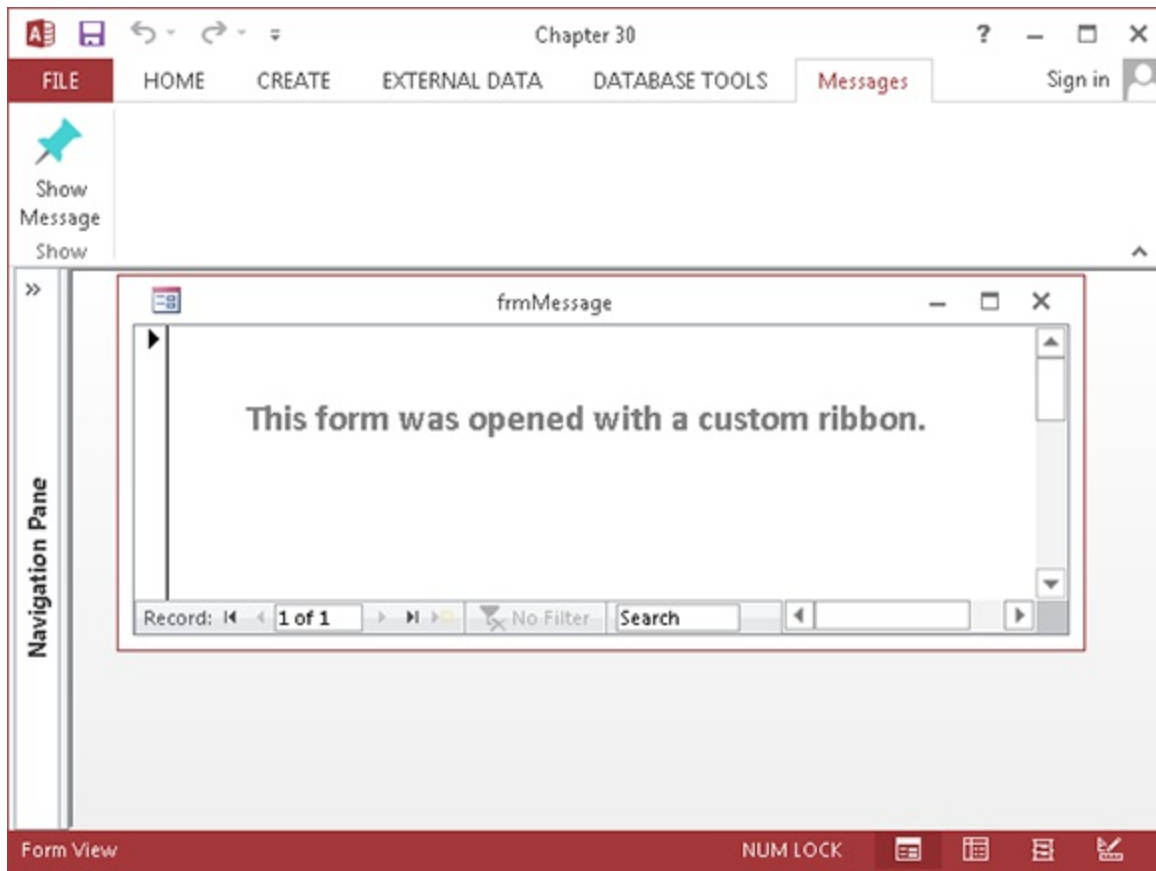 Chapter 30
FILE HOME CREATE EXTERNAL DATA DATABASE TOOLS Messages Sign in
Show
Message
Show
frmMessage
This form was opened with a custom ribbon.
Navigation Pane
Record: 1 of 1 No Filter Search
Form View NUM LOCK